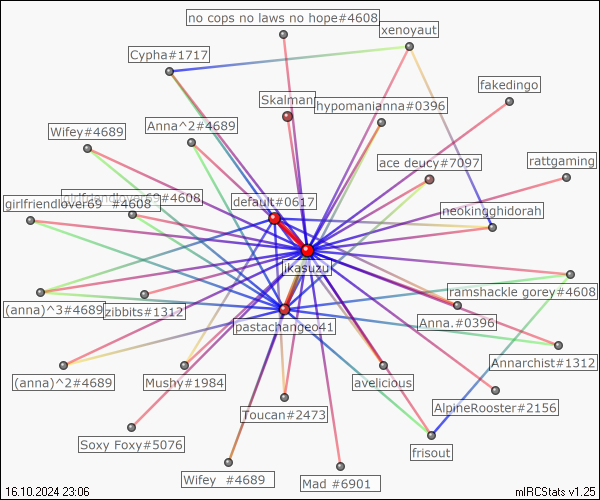 no cops no laws no hope#4608
xenoyaut
Cypha#1717
fakedingo
Skalman
hypomanianna#0396
Wifey#4689
Anna^2#4689
ace deucy#7097
rattgaming
girlfriendlover69#4608
girlfriendlover69 #4608
default#0617
neokingghidorah
jkasuzu
(anna)^3#4689
zibbits#1312
ramshackle gorey#4608
Anna.#0396
pastachangeo41
Annarchist#1312
(anna)^2#4689
Mushy#1984
avelicious
Toucan#2473
AlpineRooster#2156
Soxy Foxy#5076
frisout
Wifey #4689
Mad #6901
16.10.2024 23:06
mIRCStats v1.25